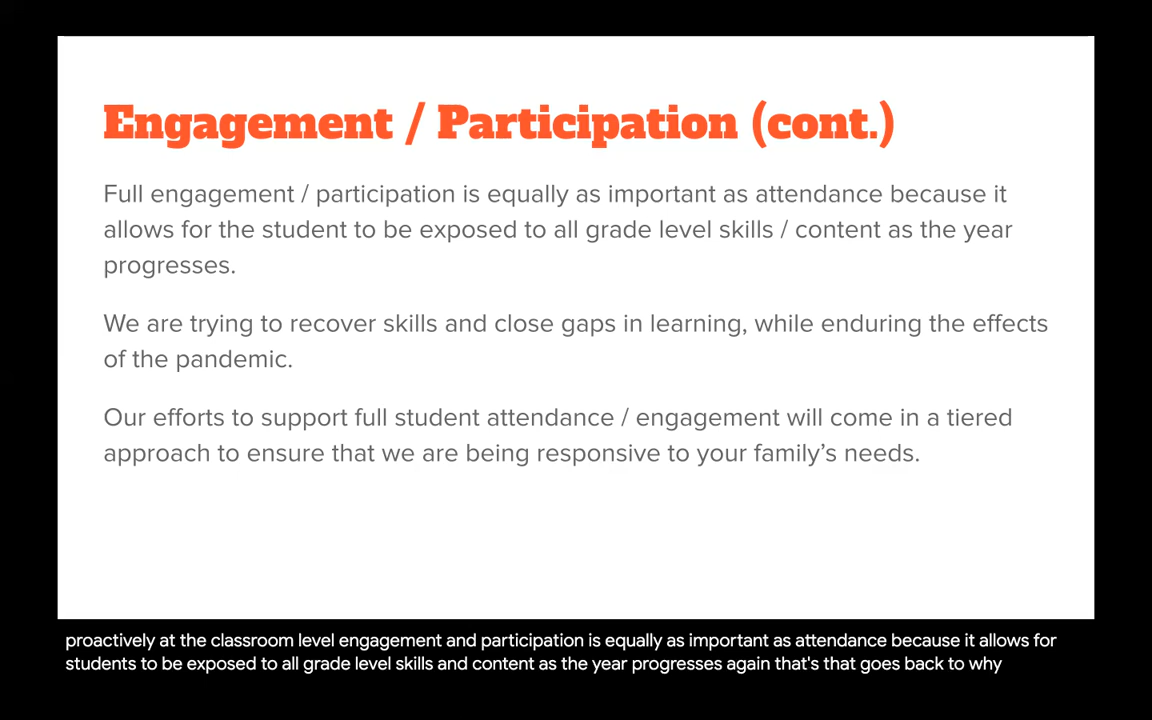 Engagement / Participation (cont.)
Full engagement / participation is equally as important as attendance because it
allows for the student to be exposed to all grade level skills / content as the year
progresses.
We are trying to recover skills and close gaps in learning, while enduring the effects
of the pandemic.
Our efforts to support full student attendance / engagement will come in a tiered
approach to ensure that we are being responsive to your family’s needs.
proactively at the classroom level engagement and participation is equally as important as attendance because it allows for
students to be exposed to all grade level skills and content as the year progresses again that's that goes back to why